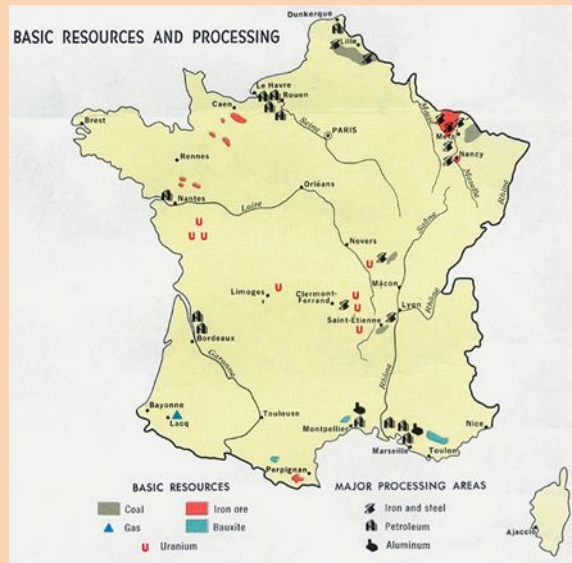 BASIC RESOURCES AND PROCESSING
Dunkerque
Lille
Le Havre
Rouen
Caen
Seine
PARIS
Meuse
Metz
Nancy
Moselle
Rhine
Brest
Rennes
Nantes
Loire
Orléans
Nevers
Saône
U
U U
U
Mâcon
Limoges
U
Clermont-
Ferrand
U
U
U
Lyon
Rhône
Saint-Étienne
Bordeaux
Garonne
Rhône
Bayonne
Lacq
Toulouse
Montpellier
Nice
Marseille
Toulon
Perpignan
Ajaccio
BASIC RESOURCES
Coal
Iron ore
Gas
Bauxite
U Uranium
MAJOR PROCESSING AREAS
Iron and steel
Petroleum
Aluminum